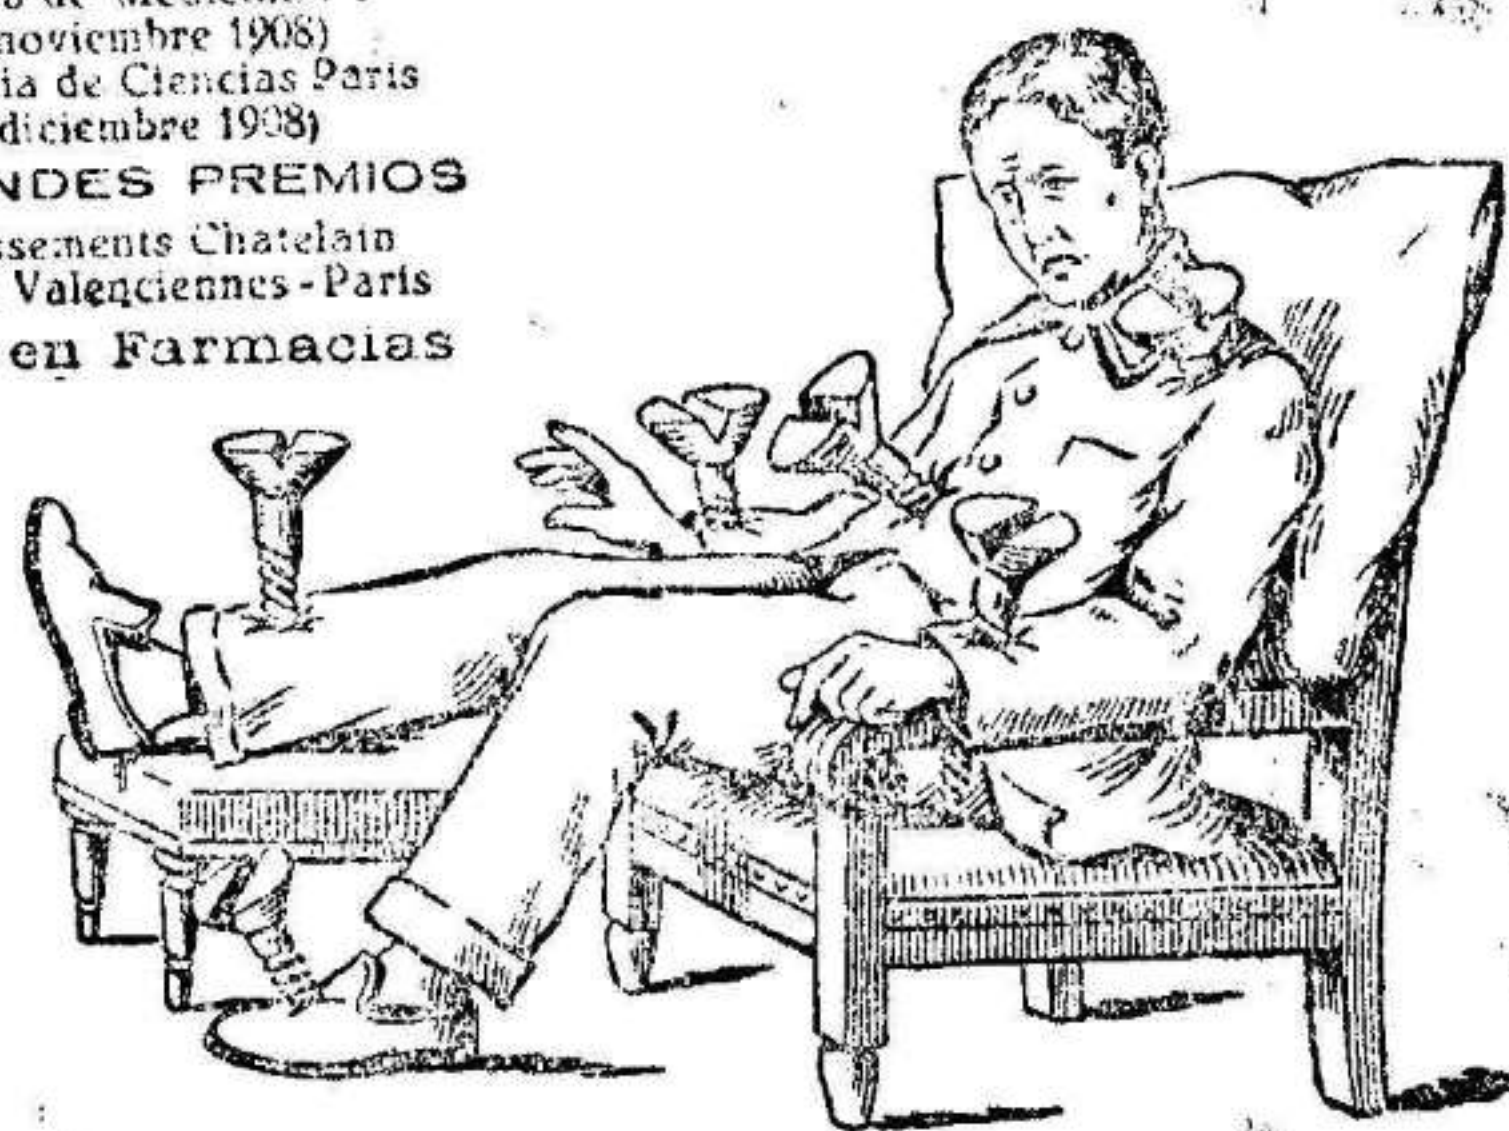 noviembre 1908)
ia de Ciencias Paris
diciembre 1908)
NDES PREMIOS
ssements Chatelain
Valenciennes-Paris
en Farmacias